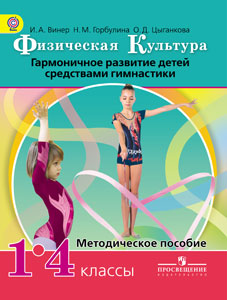 И. А. Винер Н. М. Горбулина О. Д. Цыганкова
Физическая Культура
Гармоничное развитие детей
средствами гимнастики
Методическое пособие
1•4 классы
ПРОСВЕЩЕНИЕ
ИЗДАТЕЛЬСТВО